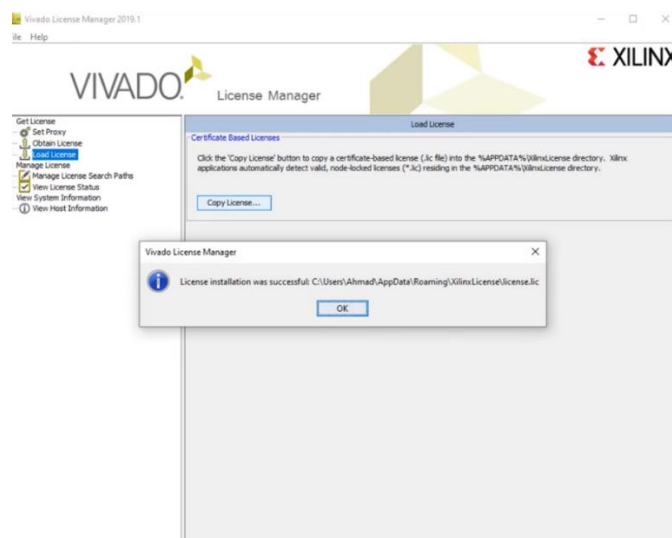 Vivado License Manager 2019.1
ile Help
VIVADO.
License Manager
XILINX
Get License
Set Proxy
Obtain License
Load License
Manage License
Manage License Search Paths
View License Status
View System Information
View Host Information
Load License
Certificate Based Licenses
Click the 'Copy License' button to copy a certificate-based license (.lic file) into the %APPDATA%\XilinxLicense directory. Xilinx
applications automatically detect valid, node-locked licenses (*.lic) residing in the %APPDATA%\XilinxLicense directory.
Copy License...
Vivado License Manager
License installation was successful: C:\Users\Ahmad\AppData\Roaming\XilinxLicense\license.lic
OK